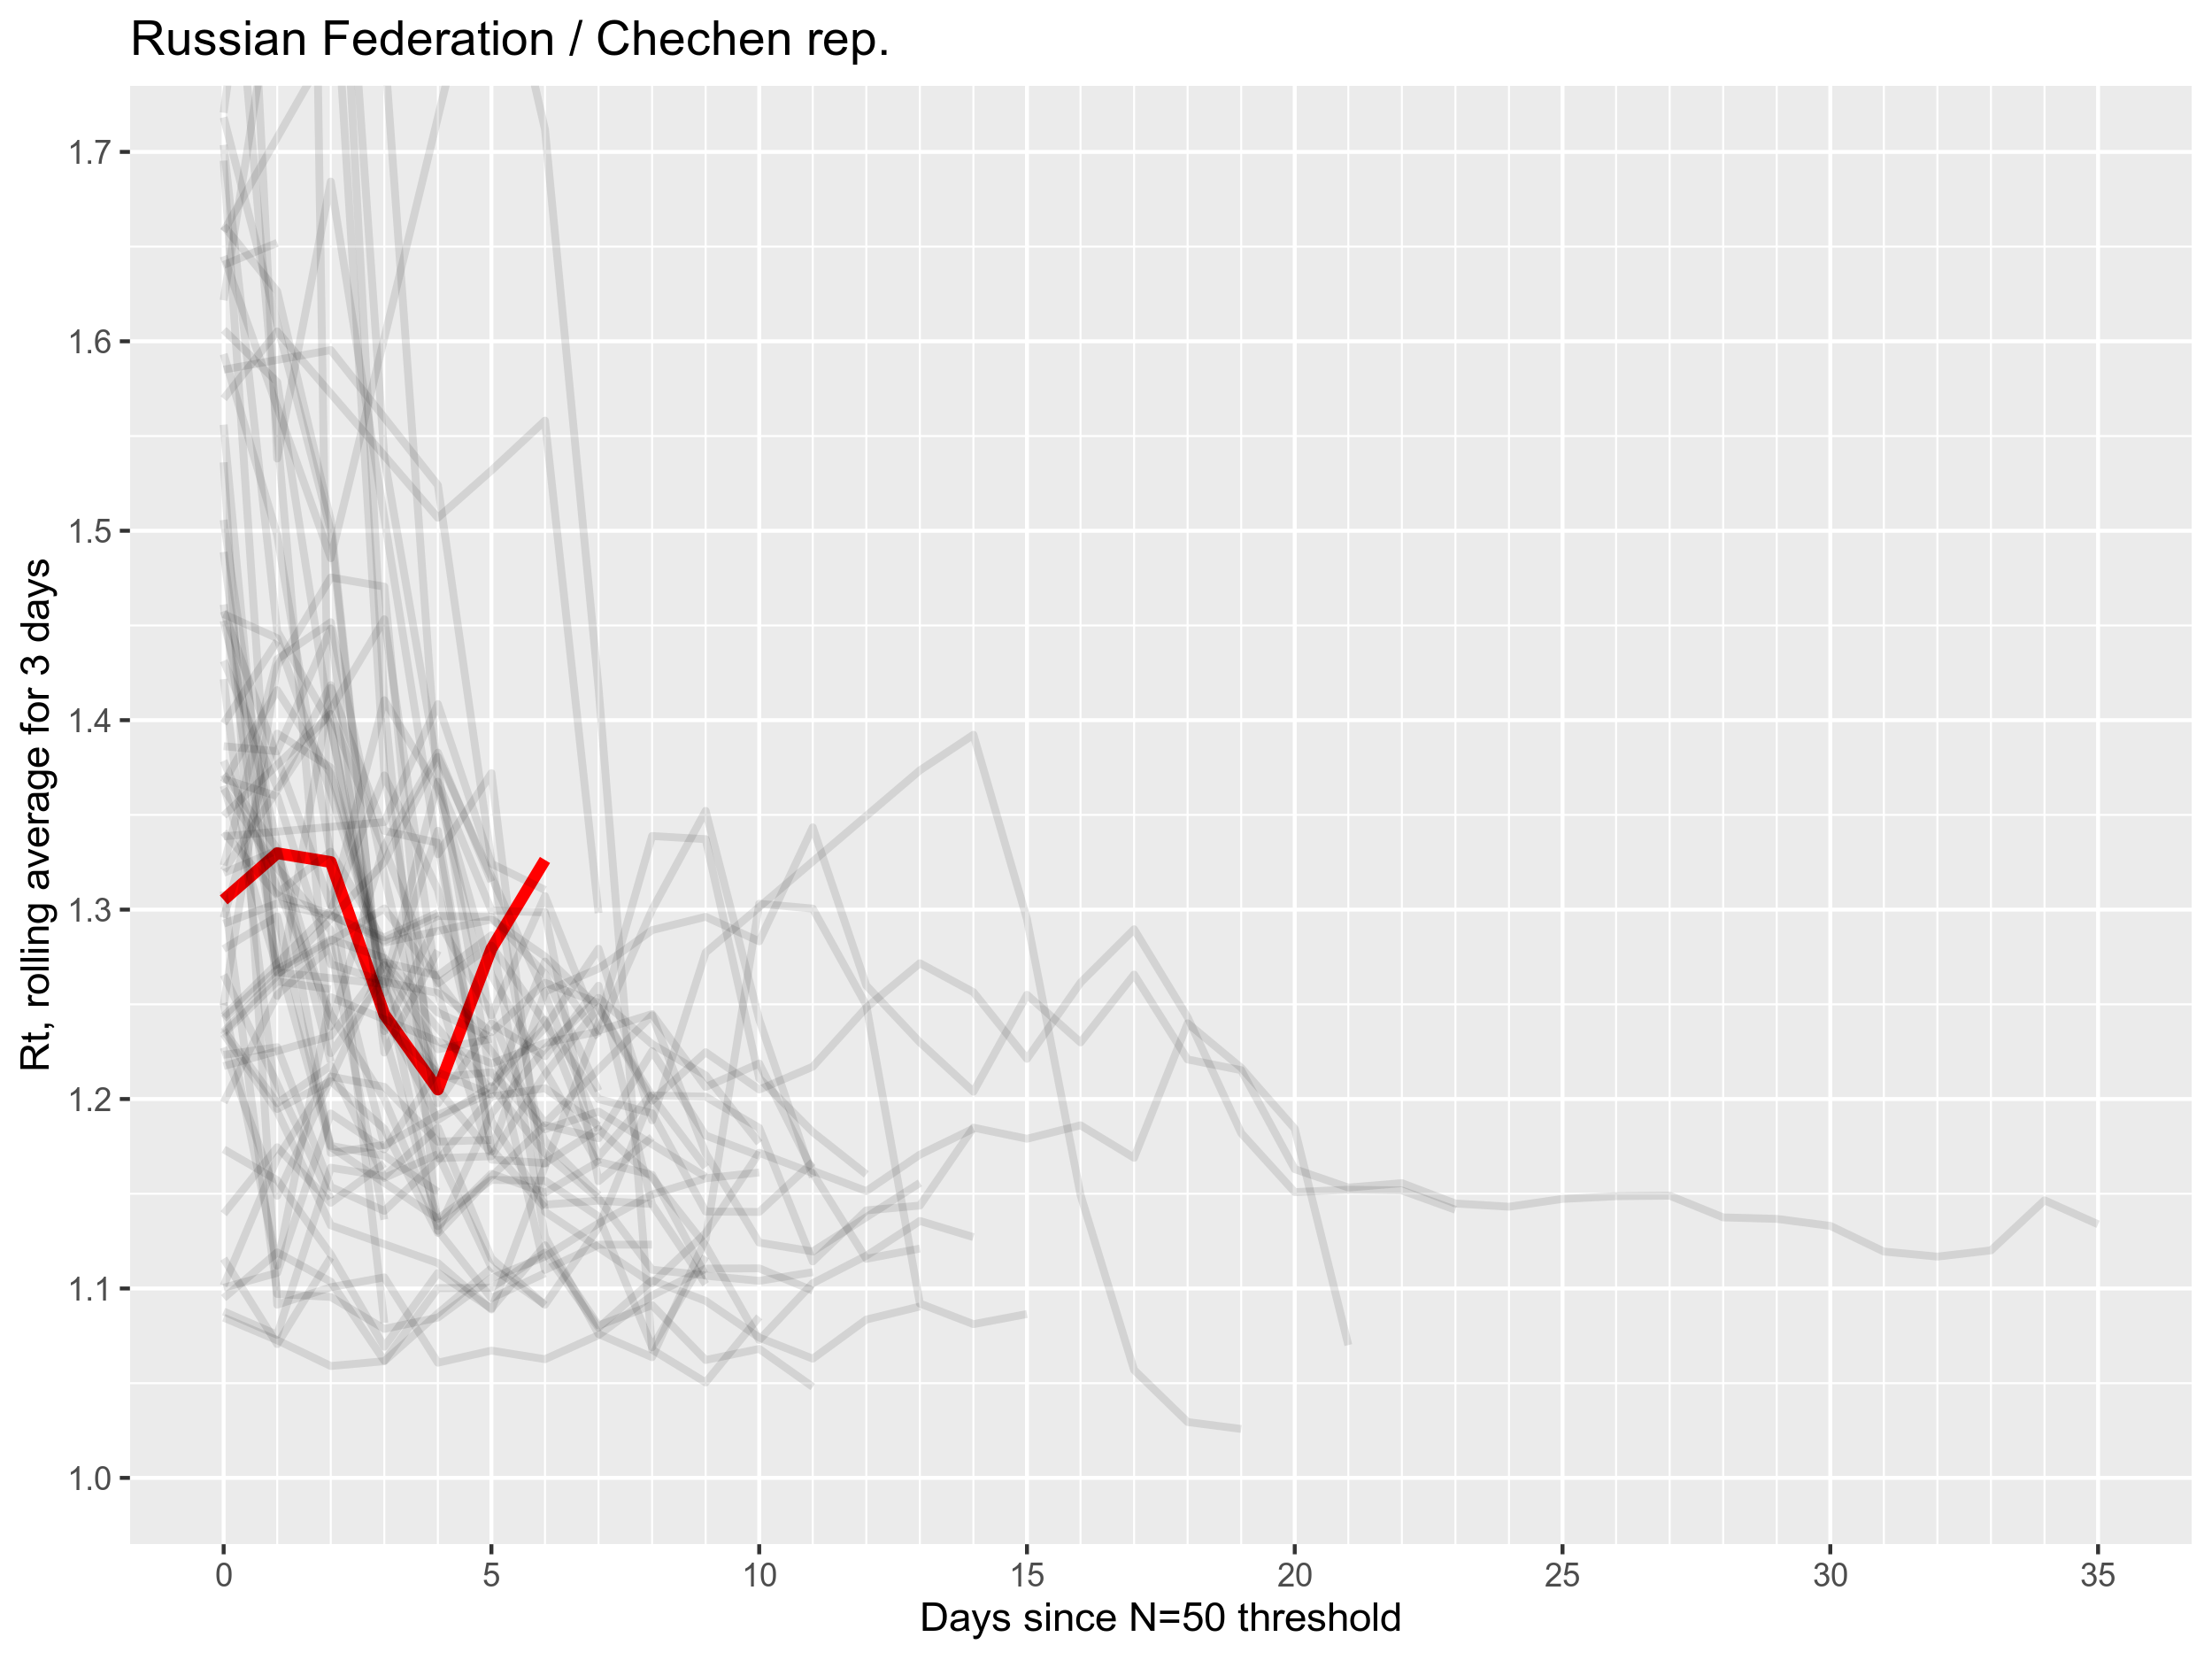 Russian Federation / Chechen rep.
Rt, rolling average for 3 days
1.7
1.6
1.5
1.4
1.3
1.2
1.1
1.0
0 5 10 15 20 25 30 35
Days since N=50 threshold